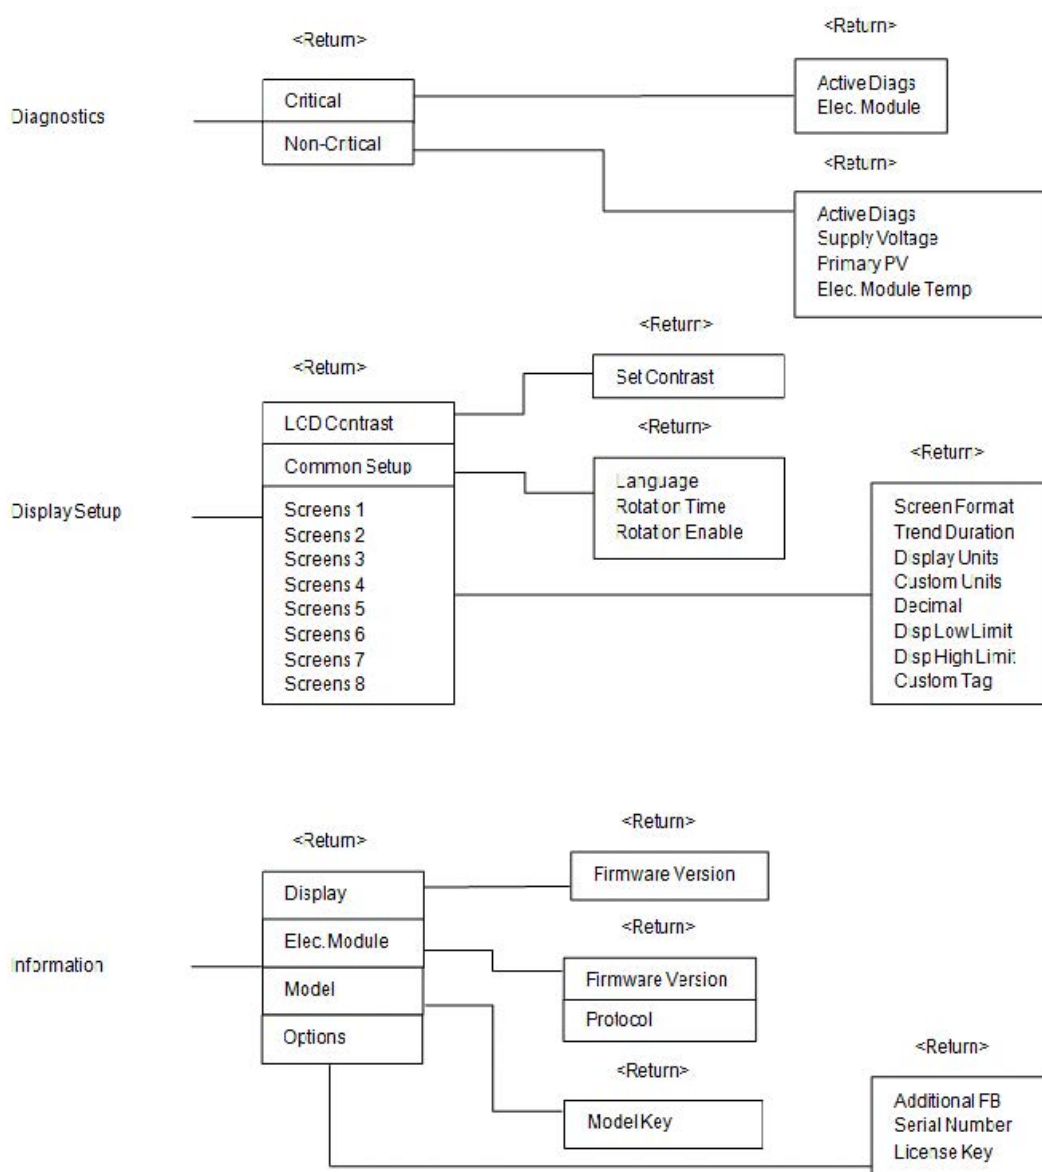 <Return>
<Return>
Diagnostics
Critical
Non-Critical
Active Diags
Elec. Module
<Return>
Active Diags
Supply Voltage
Primary PV
Elec. Module Temp
<Return>
<Return>
LCD Contrast
Set Contrast
<Return>
Common Setup
Language
Rotation Time
Rotation Enable
<Return>
Display Setup
Screens 1
Screens 2
Screens 3
Screens 4
Screens 5
Screens 6
Screens 7
Screens 8
Screen Format
Trend Duration
Display Units
Custom Units
Decimal
Disp Low Limit
Disp High Limit
Custom Tag
<Return>
<Return>
Display
Firmware Version
<Return>
Information
Elec. Module
Model
Options
Firmware Version
Protocol
<Return>
Model Key
<Return>
Additional FB
Serial Number
License Key